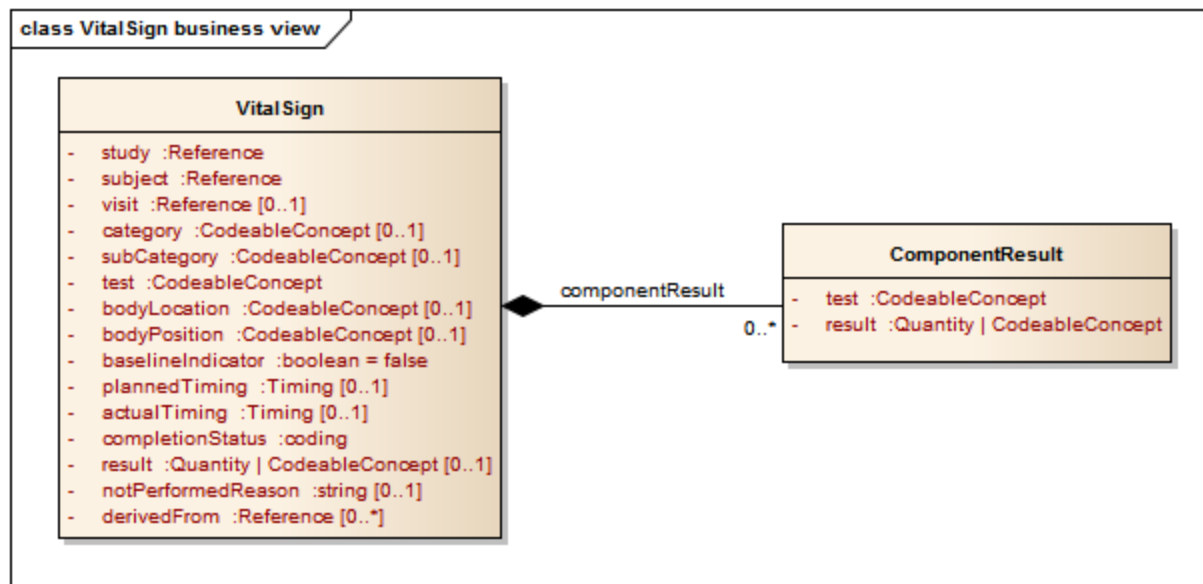 class VitalSign business view
VitalSign
- study :Reference
- subject :Reference
- visit :Reference [0..1]
- category :CodeableConcept [0..1]
- subCategory :CodeableConcept [0..1]
- test :CodeableConcept
- bodyLocation :CodeableConcept [0..1]
- bodyPosition :CodeableConcept [0..1]
- baselineIndicator :boolean = false
- plannedTiming :Timing [0..1]
- actualTiming :Timing [0..1]
- completionStatus :coding
- result :Quantity | CodeableConcept [0..1]
- notPerformedReason :string [0..1]
- derivedFrom :Reference [0..*]
componentResult
0..*
ComponentResult
- test :CodeableConcept
- result :Quantity | CodeableConcept